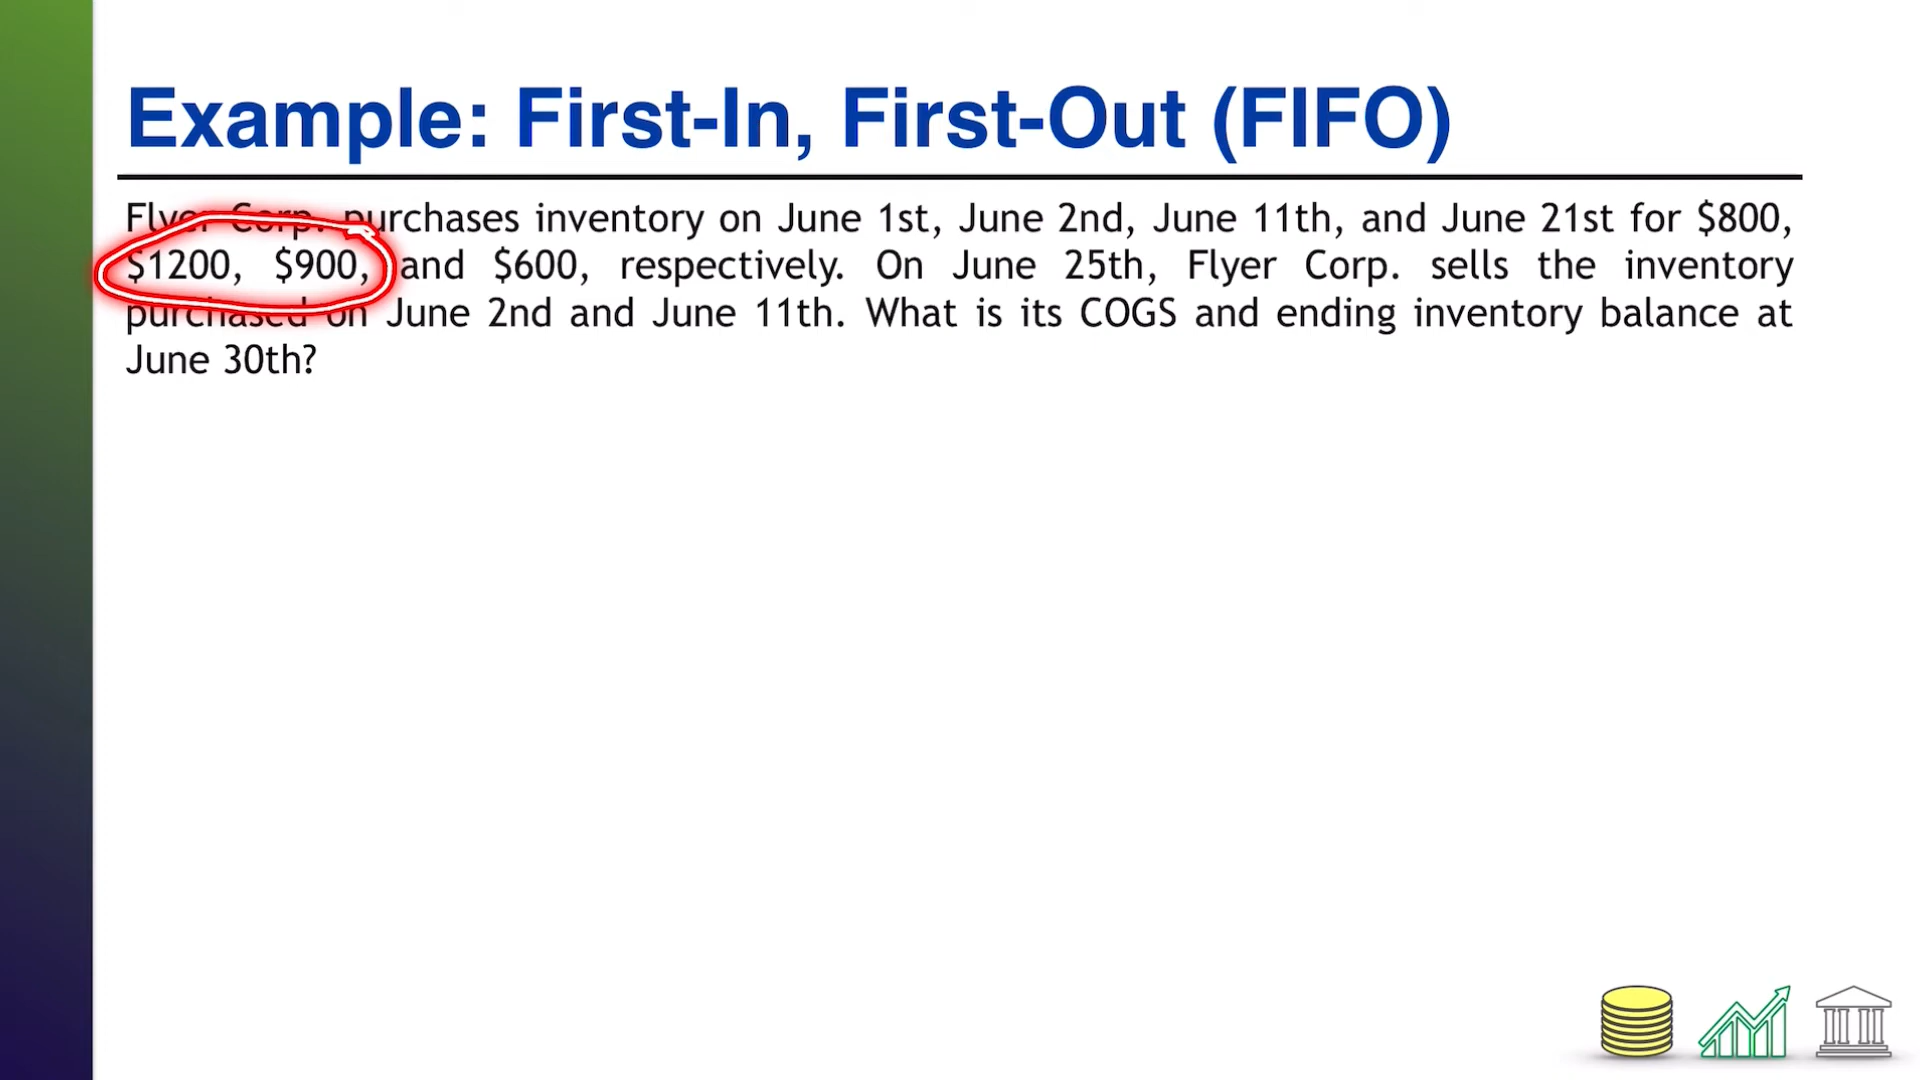 Example: First-In, First-Out (FIFO)
Flyer Corp. purchases inventory on June 1st, June 2nd, June 11th, and June 21st for $800,
$1200, $900, and $600, respectively. On June 25th, Flyer Corp. sells the inventory
purchased on June 2nd and June 11th. What is its COGS and ending inventory balance at
June 30th?